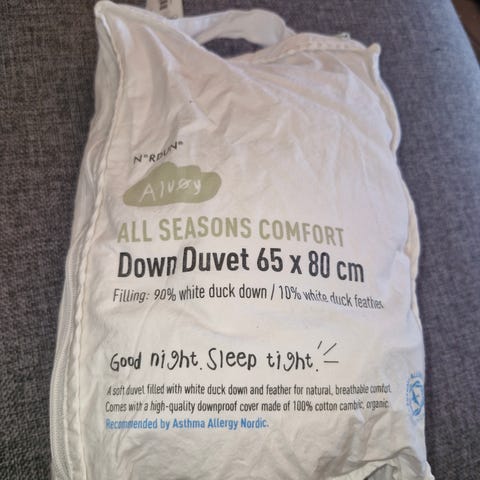 N°RDUN°
Alvøy
ALL SEASONS COMFORT
Down Duvet 65 x 80 cm
Filling: 90% white duck down / 10% white duck feather
Good night. Sleep tight.
A soft duvet filled with white duck down and feather for natural, breathable comfort.
Comes with a high-quality downproof cover made of 100% cotton cambric, organic.
Recommended by Asthma Allergy Nordic.